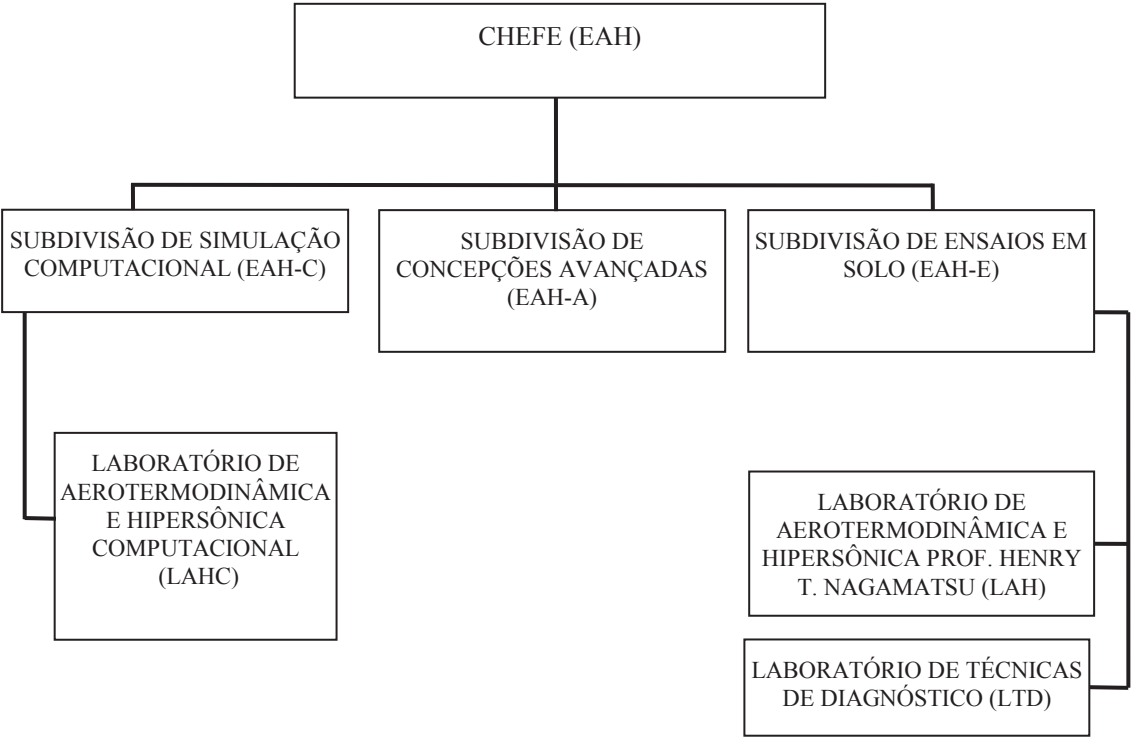 CHEFE (EAH)
SUBDIVISÃO DE SIMULAÇÃO
COMPUTACIONAL (EAH-C)
SUBDIVISÃO DE
CONCEPÇÕES AVANÇADAS
(EAH-A)
SUBDIVISÃO DE ENSAIOS EM
SOLO (EAH-E)
LABORATÓRIO DE
AEROTERMODINÂMICA
E HIPERSÔNICA
COMPUTACIONAL
(LAHC)
LABORATÓRIO DE
AEROTERMODINÂMICA E
HIPERSÔNICA PROF. HENRY
T. NAGAMATSU (LAH)
LABORATÓRIO DE TÉCNICAS
DE DIAGNÓSTICO (LTD)